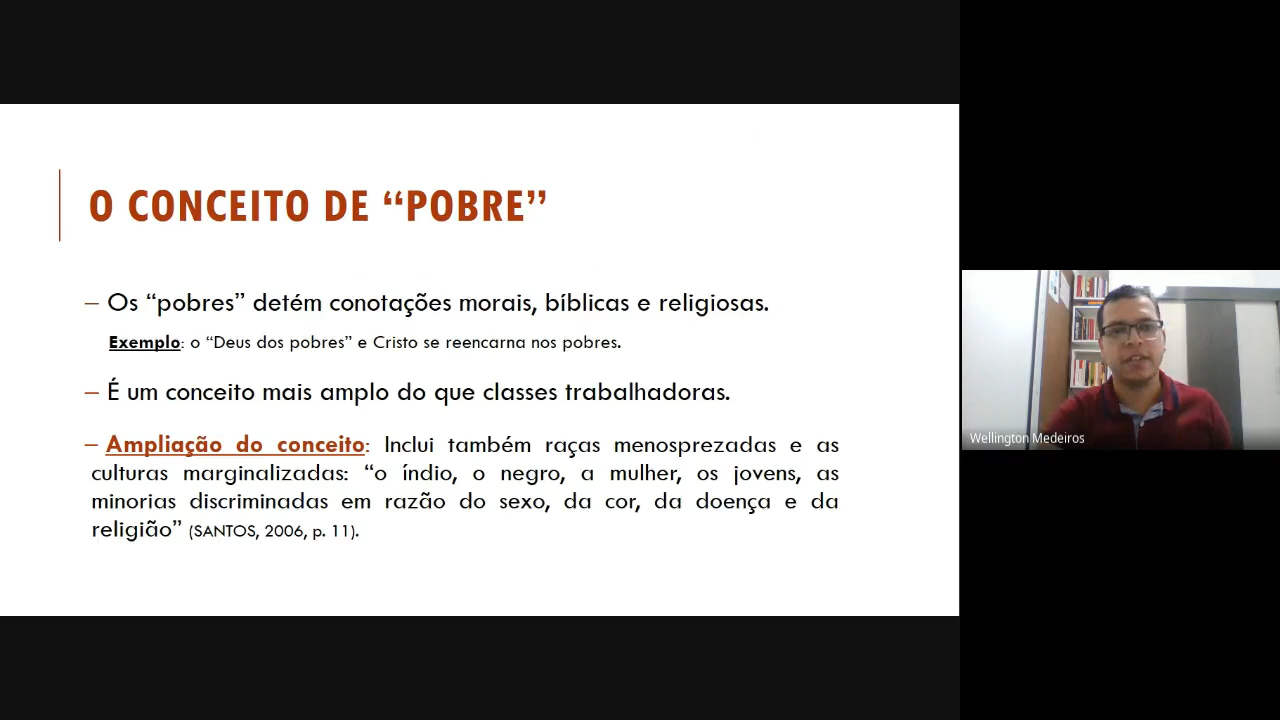 O CONCEITO DE “POBRE”
– Os “pobres” detém conotações morais, bíblicas e religiosas.
Exemplo: o “Deus dos pobres” e Cristo se reencarna nos pobres.
– É um conceito mais amplo do que classes trabalhadoras.
– Ampliação do conceito: Inclui também raças menosprezadas e as
culturas marginalizadas: “o índio, o negro, a mulher, os jovens, as
minorias discriminadas em razão do sexo, da cor, da doença e da
religião” (SANTOS, 2006, p. 11).
Wellington Medeiros